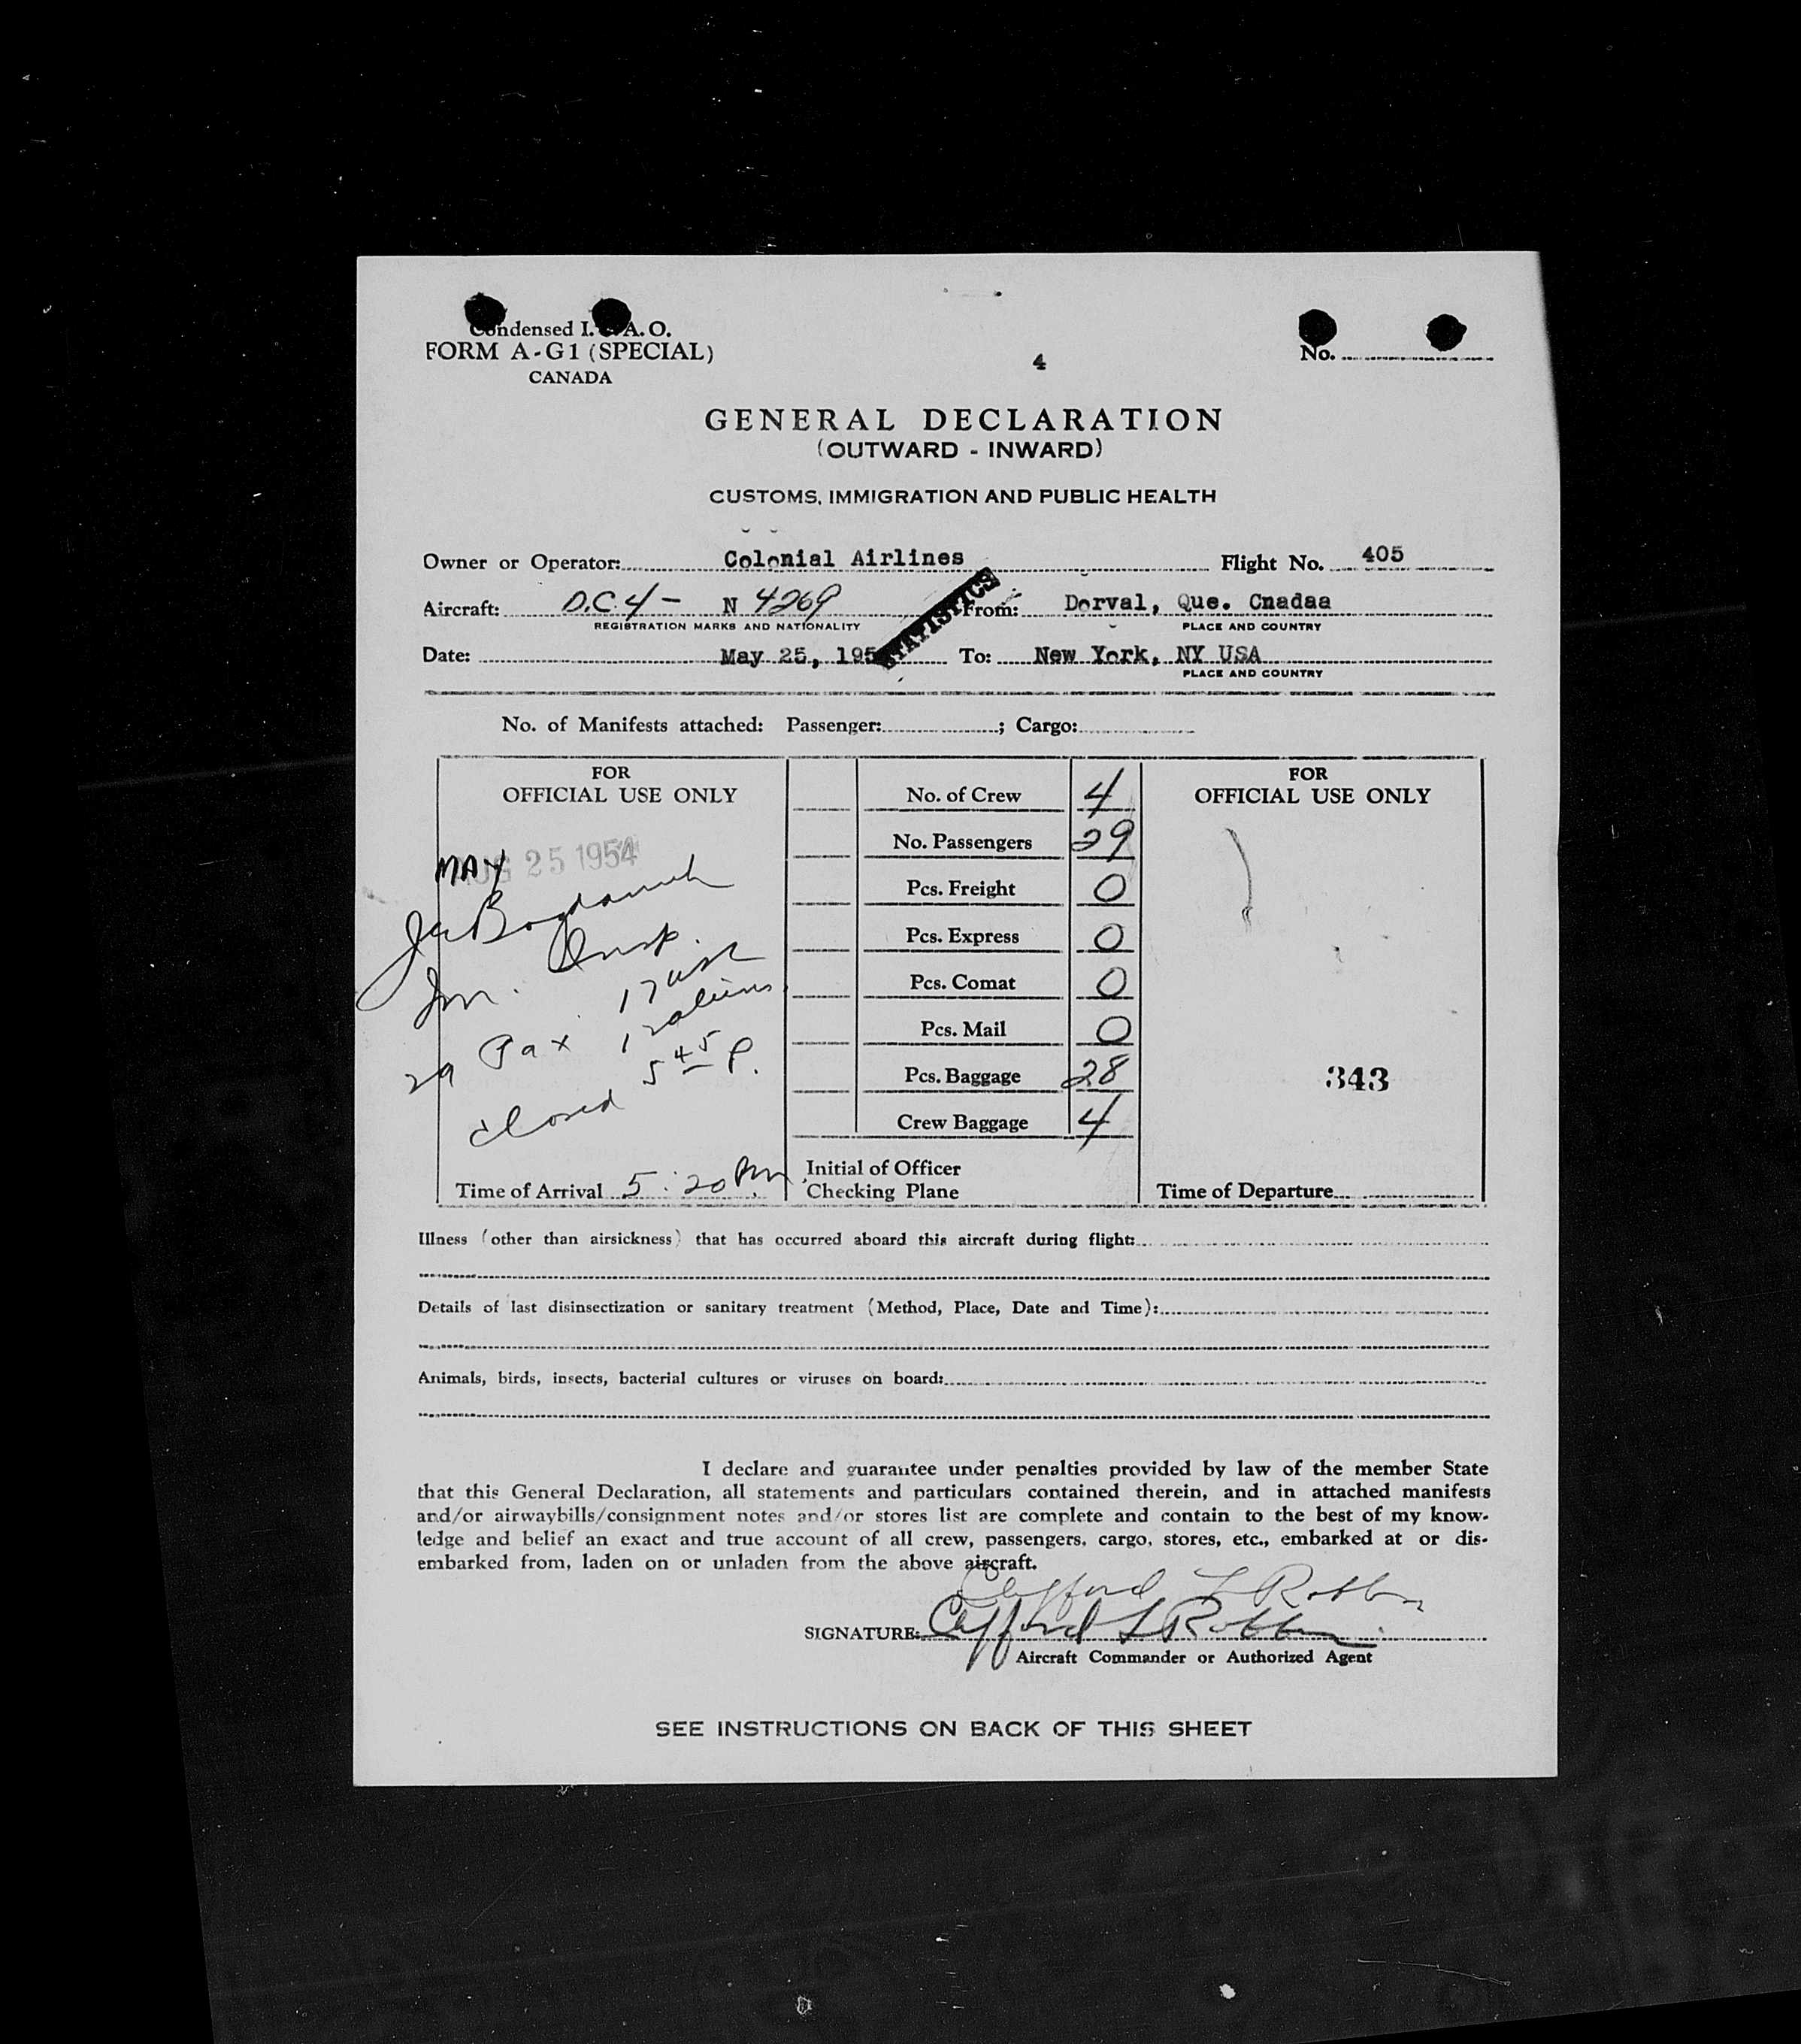 Condensed I.C.A.O.
FORM A-G1 (SPECIAL)
CANADA
4
No.
GENERAL DECLARATION
(OUTWARD - INWARD)
CUSTOMS, IMMIGRATION AND PUBLIC HEALTH
Owner or Operator: Colonial Airlines Flight No. 405
Aircraft: D.C.4 - N 4269 From: Dorval, Que. Cnadaa
REGISTRATION MARKS AND NATIONALITY PLACE AND COUNTRY
STATISTICS
Date: May 25, 195 To: New York, NY USA
PLACE AND COUNTRY
No. of Manifests attached: Passenger: ; Cargo:
FOR
OFFICIAL USE ONLY
MAY
AUG 25 1954
Insp.
Im.
17 USC
29 Pax 12 aliens
closed 5 45 P.
Time of Arrival 5:20 Pm
No. of Crew 4
No. Passengers 29
Pcs. Freight 0
Pcs. Express 0
Pcs. Comat 0
Pcs. Mail 0
Pcs. Baggage 28
Crew Baggage 4
Initial of Officer
Checking Plane
FOR
OFFICIAL USE ONLY
343
Time of Departure
Illness (other than airsickness) that has occurred aboard this aircraft during flight:
Details of last disinsectization or sanitary treatment (Method, Place, Date and Time):
Animals, birds, insects, bacterial cultures or viruses on board:
I declare and guarantee under penalties provided by law of the member State
that this General Declaration, all statements and particulars contained therein, and in attached manifests
and/or airwaybills/consignment notes and/or stores list are complete and contain to the best of my know-
ledge and belief an exact and true account of all crew, passengers, cargo, stores, etc., embarked at or dis-
embarked from, laden on or unladen from the above aircraft.
Clifford L Robbins
SIGNATURE: Clifford L Robbins
Aircraft Commander or Authorized Agent
SEE INSTRUCTIONS ON BACK OF THIS SHEET